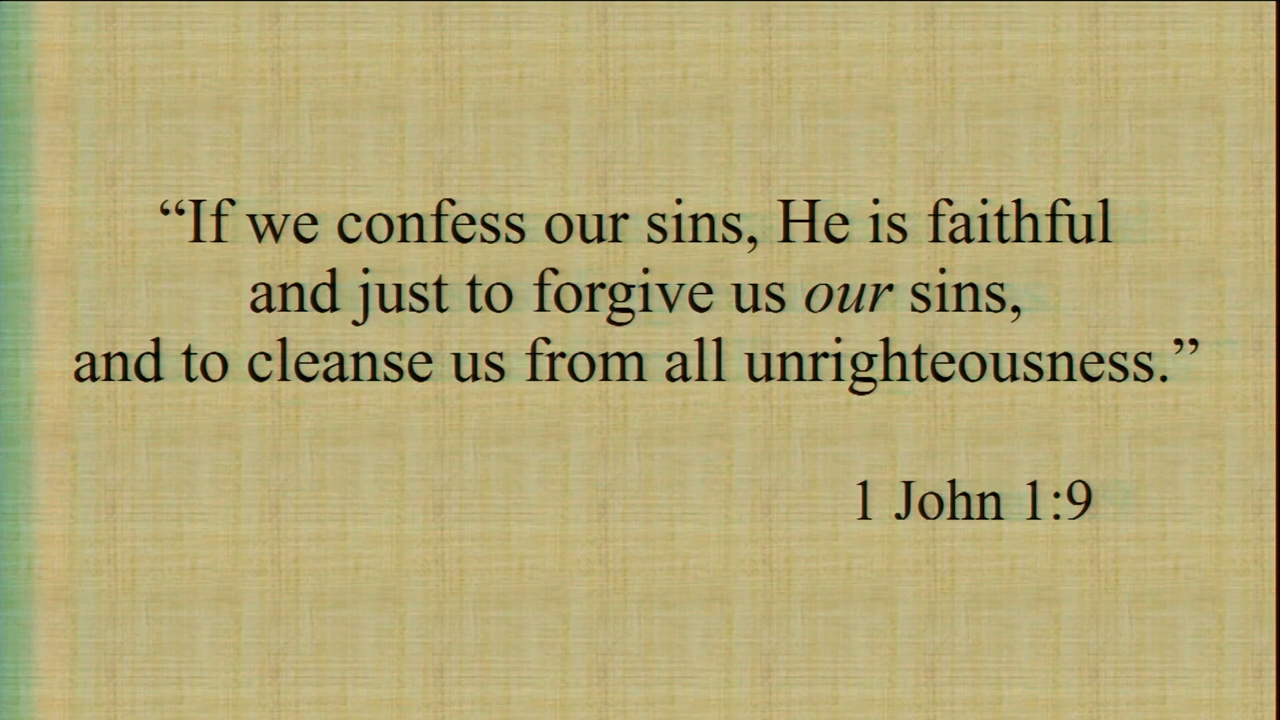 “If we confess our sins, He is faithful
and just to forgive us our sins,
and to cleanse us from all unrighteousness.”
1 John 1:9